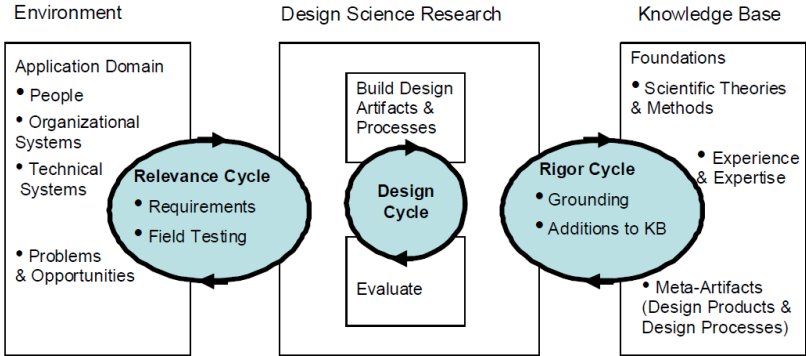 Environment
Design Science Research
Knowledge Base
Application Domain
• People
• Organizational
Systems
• Technical
Systems
• Problems
& Opportunities
Relevance Cycle
• Requirements
• Field Testing
Build Design
Artifacts &
Processes
Design
Cycle
Evaluate
Rigor Cycle
• Grounding
• Additions to KB
Foundations
• Scientific Theories
& Methods
• Experience
& Expertise
• Meta-Artifacts
(Design Products &
Design Processes)